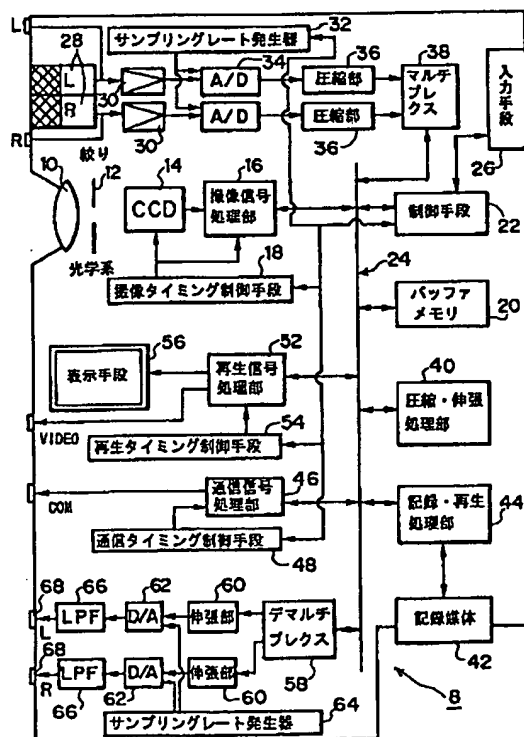 L
サンプリングレート発生器
32
28
34
36
38
L
A/D
圧縮部
マルチ
プレクス
入力手段
30
R
A/D
圧縮部
R
30
36
26
絞り
10
12
14
16
CCD
撮像信号
処理部
制御手段
22
光学系
18
24
撮像タイミング制御手段
バッファ
メモリ
20
56
52
表示手段
再生信号
処理部
40
圧縮・伸張
処理部
54
VIDEO
再生タイミング制御手段
46
通信信号
処理部
COM
記録・再生
処理部
44
通信タイミング制御手段
48
68
66
62
60
L
LPF
D/A
伸張部
デマルチ
プレクス
記録媒体
68
58
42
R
LPF
D/A
伸張部
66
62
60
8
64
サンプリングレート発生器